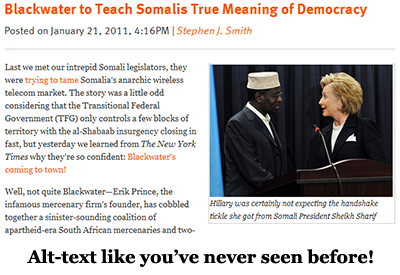 Blackwater to Teach Somalis True Meaning of Democracy
Posted on January 21, 2011, 4:16PM | Stephen J. Smith
Last we met our intrepid Somali legislators, they
were trying to tame Somalia's anarchic wireless
telecom market. The story was a little odd
considering that the Transitional Federal
Government (TFG) only controls a few blocks of
territory with the al-Shabaab insurgency closing in
fast, but yesterday we learned from The New York
Times why they're so confident: Blackwater's
coming to town!
Well, not quite Blackwater—Erik Prince, the
infamous mercenary firm's founder, has cobbled
together a sinister-sounding coalition of
apartheid-era South African mercenaries and two-
Hillary was certainly not expecting the handshake
tickle she got from Somali President Sheikh Sharif
Alt-text like you've never seen before!